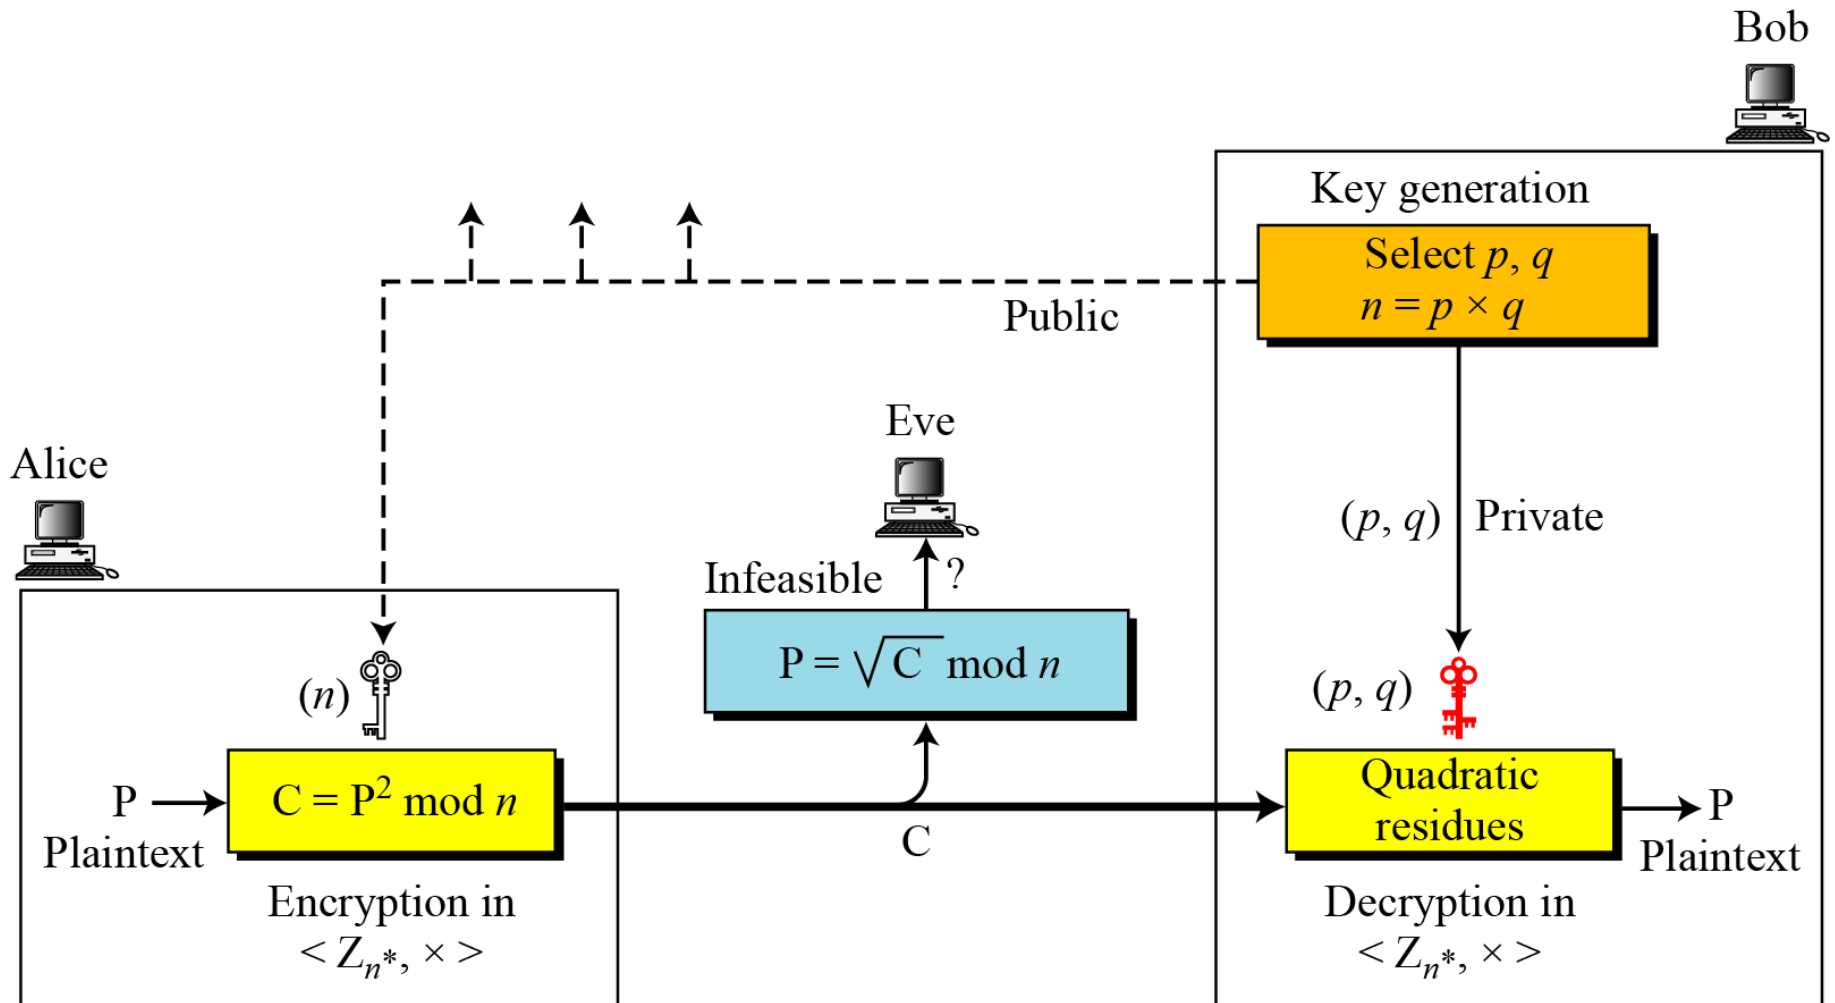 Bob
Key generation
Select p, q
n = p × q
Public
Eve
Alice
(p, q) Private
Infeasible ?
P = √C mod n
(n)
(p, q)
P
C = P² mod n
Plaintext
C
Quadratic
residues
P
Plaintext
Encryption in
< Zn*, × >
Decryption in
< Zn*, × >